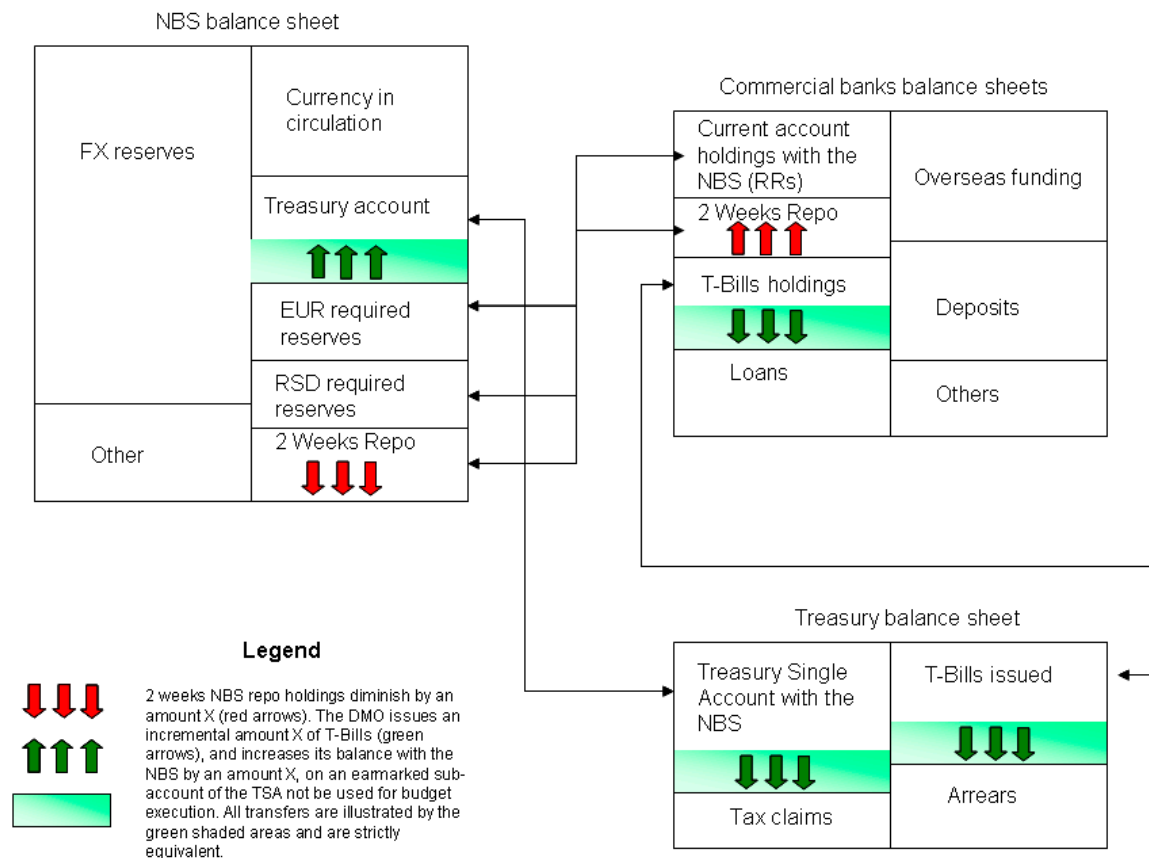 NBS balance sheet
FX reserves
Other
Currency in
circulation
Treasury account
EUR required
reserves
RSD required
reserves
2 Weeks Repo
Commercial banks balance sheets
Current account
holdings with the
NBS (RRs)
2 Weeks Repo
T-Bills holdings
Loans
Overseas funding
Deposits
Others
Treasury balance sheet
Treasury Single
Account with the
NBS
Tax claims
T-Bills issued
Arrears
Legend
2 weeks NBS repo holdings diminish by an
amount X (red arrows). The DMO issues an
incremental amount X of T-Bills (green
arrows), and increases its balance with the
NBS by an amount X, on an earmarked sub-
account of the TSA not be used for budget
execution. All transfers are illustrated by the
green shaded areas and are strictly
equivalent.